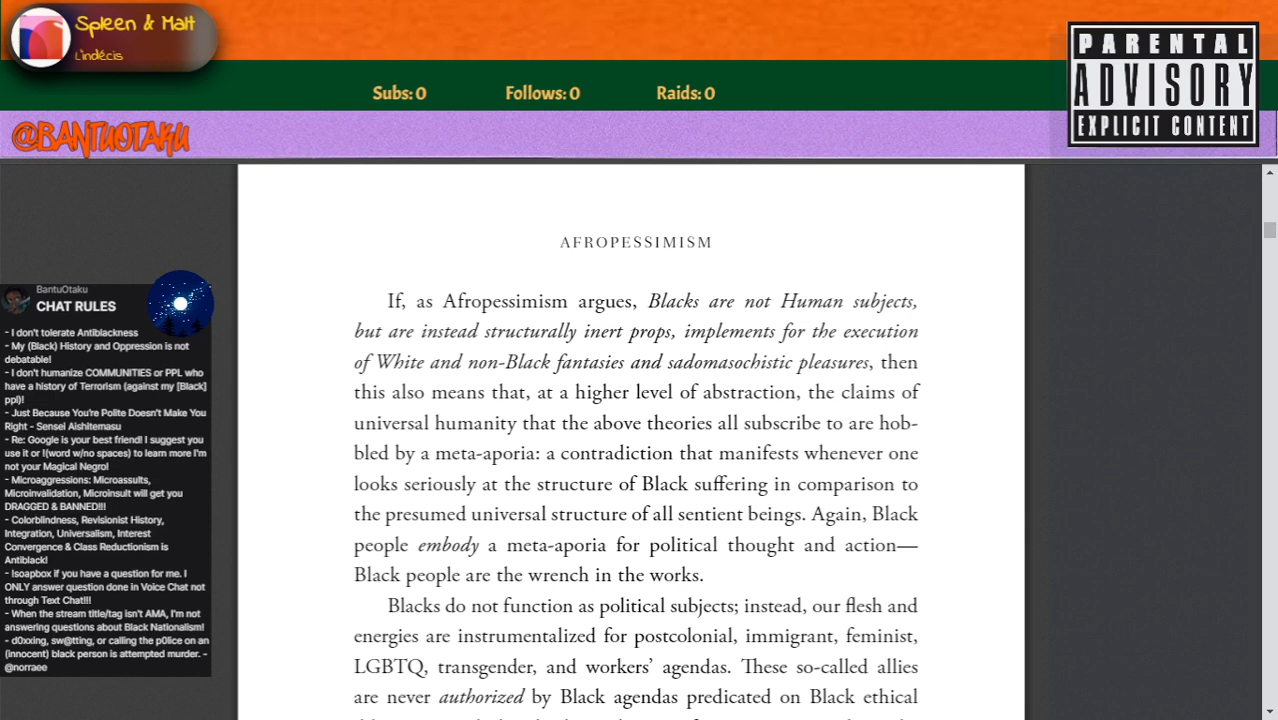 Spleen & Malt
L'indécis
PARENTAL
ADVISORY
EXPLICIT CONTENT
Subs: 0
Follows: 0
Raids: 0
@BANTUOTAKU
BantuOtaku
CHAT RULES
- I don't tolerate Antiblackness
- My (Black) History and Oppression is not
debatable!
- I don't humanize COMMUNITIES or PPL who
have a history of Terrorism (against my [Black]
ppl)!
- Just Because You're Polite Doesn't Make You
Right - Sensei Aishitemasu
- Re: Google is your best friend! I suggest you
use it or !(word w/no spaces) to learn more I'm
not your Magical Negro!
- Microaggressions: Microassults,
Microinvalidation, Microinsult will get you
DRAGGED & BANNED!!!
- Colorblindness, Revisionist History,
Integration, Universalism, Interest
Convergence & Class Reductionism is
Antiblack!
- !soapbox if you have a question for me. I
ONLY answer question done in Voice Chat not
through Text Chat!!!
- When the stream title/tag isn't AMA, I'm not
answering questions about Black Nationalism!
- d0xxing, sw@tting, or calling the p0lice on an
(innocent) black person is attempted murder. -
@norraee
AFROPESSIMISM
If, as Afropessimism argues, Blacks are not Human subjects,
but are instead structurally inert props, implements for the execution
of White and non-Black fantasies and sadomasochistic pleasures, then
this also means that, at a higher level of abstraction, the claims of
universal humanity that the above theories all subscribe to are hob-
bled by a meta-aporia: a contradiction that manifests whenever one
looks seriously at the structure of Black suffering in comparison to
the presumed universal structure of all sentient beings. Again, Black
people embody a meta-aporia for political thought and action—
Black people are the wrench in the works.
Blacks do not function as political subjects; instead, our flesh and
energies are instrumentalized for postcolonial, immigrant, feminist,
LGBTQ, transgender, and workers' agendas. These so-called allies
are never authorized by Black agendas predicated on Black ethical